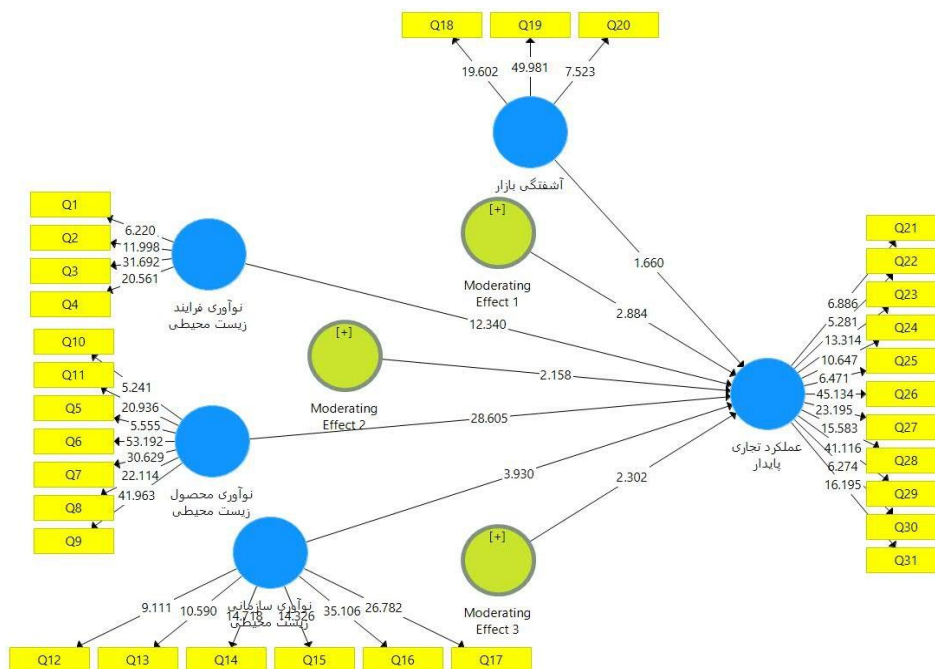 Q18
Q19
Q20
19.602
49.981
7.523
آشفتگی بازار
Q1
Q2
Q3
Q4
6.220
11.998
31.692
20.561
نوآوری فرایند
زیست محیطی
[+]
Moderating
Effect 1
1.660
2.884
12.340
[+]
Moderating
Effect 2
2.158
Q10
Q11
Q5
Q6
Q7
Q8
Q9
5.241
20.936
5.555
53.192
30.629
22.114
41.963
نوآوری محصول
زیست محیطی
28.605
3.930
2.302
[+]
Moderating
Effect 3
نوآوری سازمانی
زیست محیطی
9.111
10.590
14.718
14.326
35.106
26.782
Q12
Q13
Q14
Q15
Q16
Q17
عملکرد تجاری
پایدار
6.886
5.281
13.314
10.647
6.471
45.134
23.195
15.583
41.116
6.274
16.195
Q21
Q22
Q23
Q24
Q25
Q26
Q27
Q28
Q29
Q30
Q31